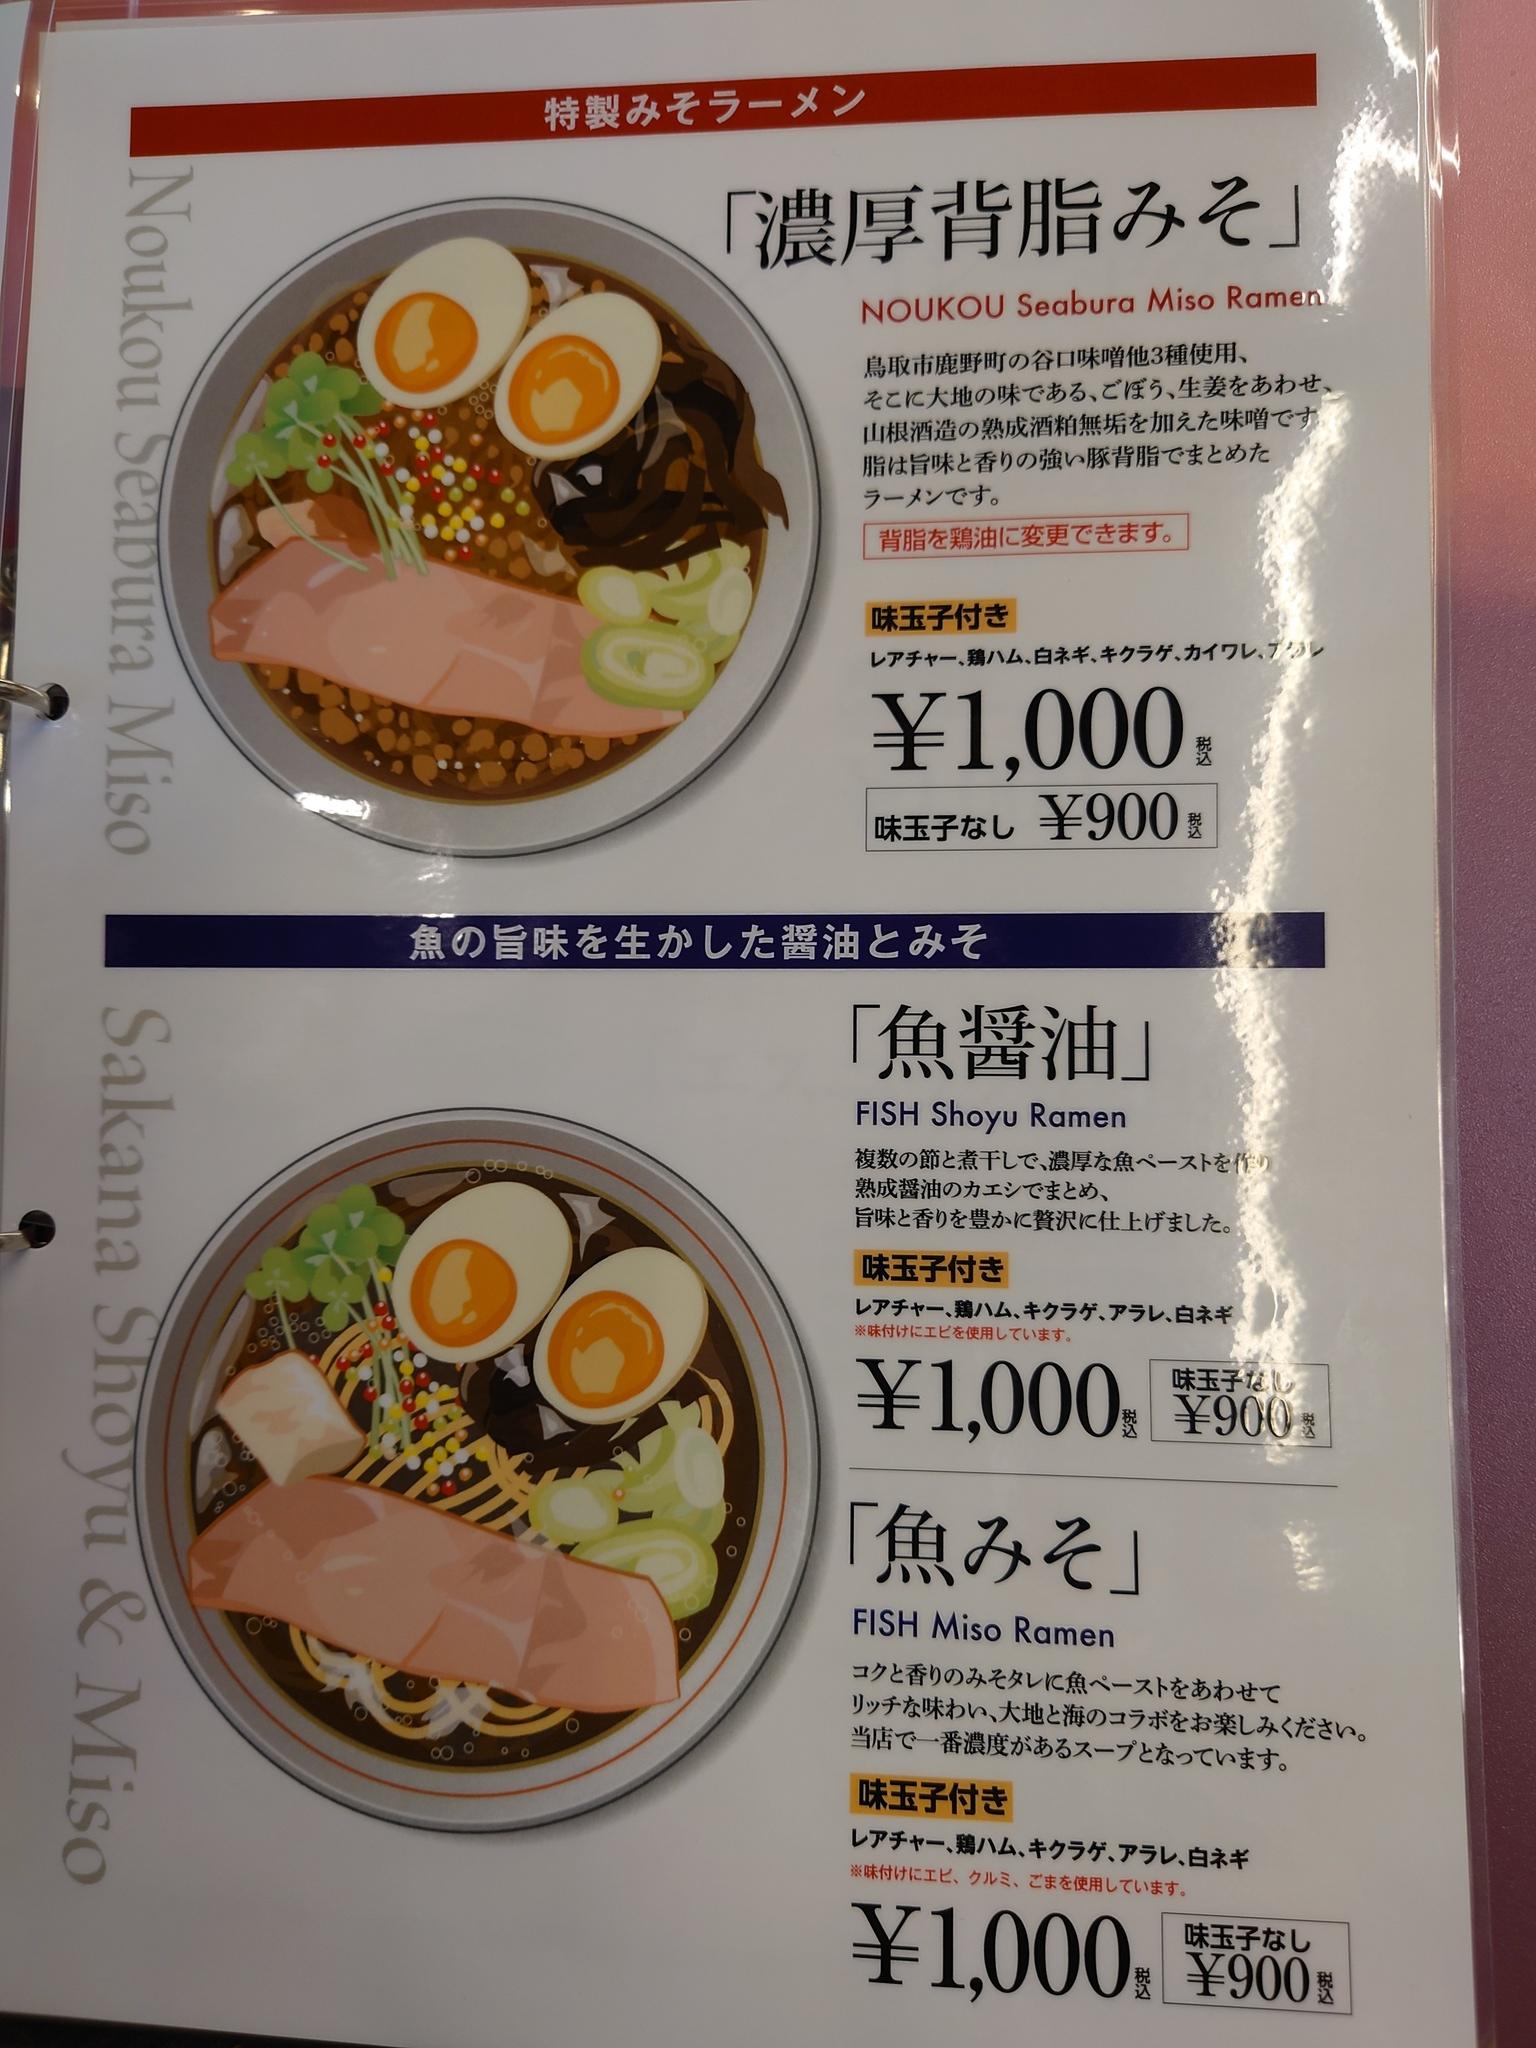 特製みそラーメン
Noukou Seabura Miso
「濃厚背脂みそ」
NOUKOU Seabura Miso Ramen
鳥取市鹿野町の谷口味噌他3種使用、
そこに大地の味である、ごぼう、生姜をあわせ、
山根酒造の熟成酒粕無垢を加えた味噌です
脂は旨味と香りの強い豚背脂でまとめた
ラーメンです。
背脂を鶏油に変更できます。
味玉子付き
レアチャー、鶏ハム、白ネギ、キクラゲ、カイワレ、アラレ
¥1,000 税込
味玉子なし ¥900 税込
魚の旨味を生かした醤油とみそ
Sakana Shoyu & Miso
「魚醤油」
FISH Shoyu Ramen
複数の節と煮干しで、濃厚な魚ペーストを作り
熟成醤油のカエシでまとめ、
旨味と香りを豊かに贅沢に仕上げました。
味玉子付き
レアチャー、鶏ハム、キクラゲ、アラレ、白ネギ
※味付けにエビを使用しています。
¥1,000 税込
味玉子なし
¥900 税込
「魚みそ」
FISH Miso Ramen
コクと香りのみそタレに魚ペーストをあわせて
リッチな味わい、大地と海のコラボをお楽しみください。
当店で一番濃度があるスープとなっています。
味玉子付き
レアチャー、鶏ハム、キクラゲ、アラレ、白ネギ
※味付けにエビ、クルミ、ごまを使用しています。
¥1,000 税込
味玉子なし
¥900 税込